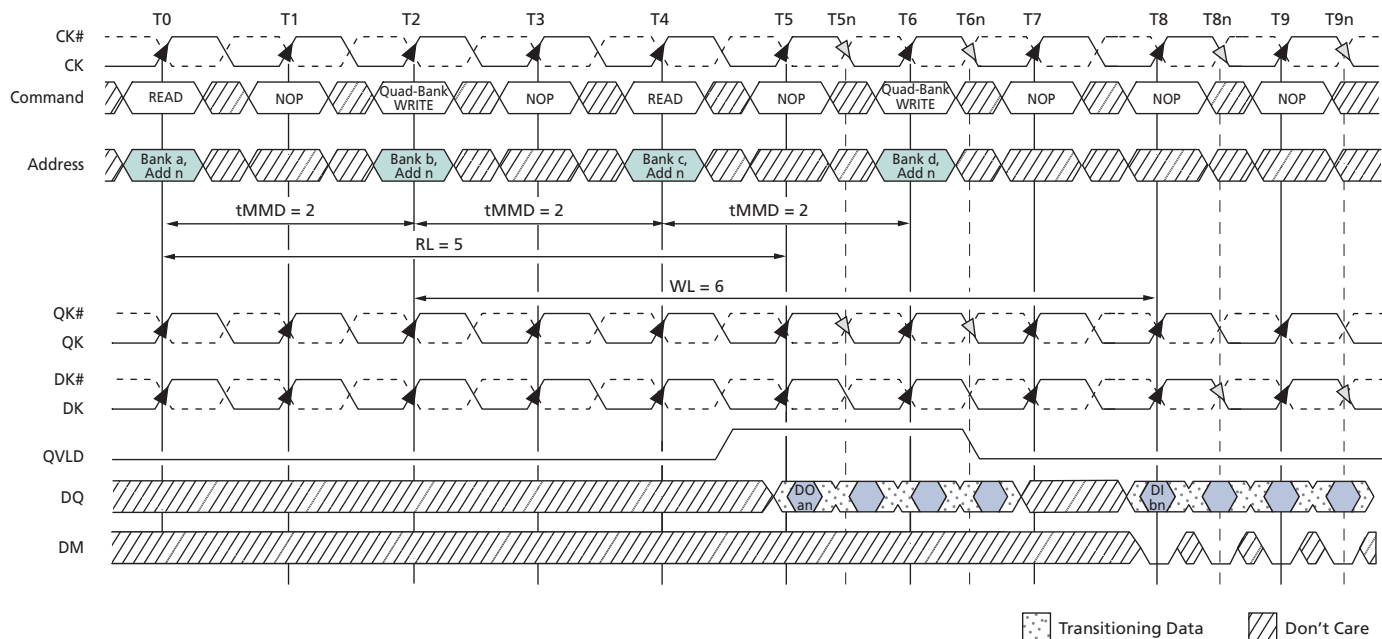 T0 T1 T2 T3 T4 T5 T5n T6 T6n T7 T8 T8n T9 T9n
CK#
CK
Command READ NOP Quad-Bank WRITE NOP READ NOP Quad-Bank WRITE NOP NOP NOP
Address Bank a, Add n Bank b, Add n Bank c, Add n Bank d, Add n
tMMD = 2 tMMD = 2 tMMD = 2
RL = 5
WL = 6
QK#
QK
DK#
DK
QVLD
DQ DO an DI bn
DM
Transitioning Data Don't Care